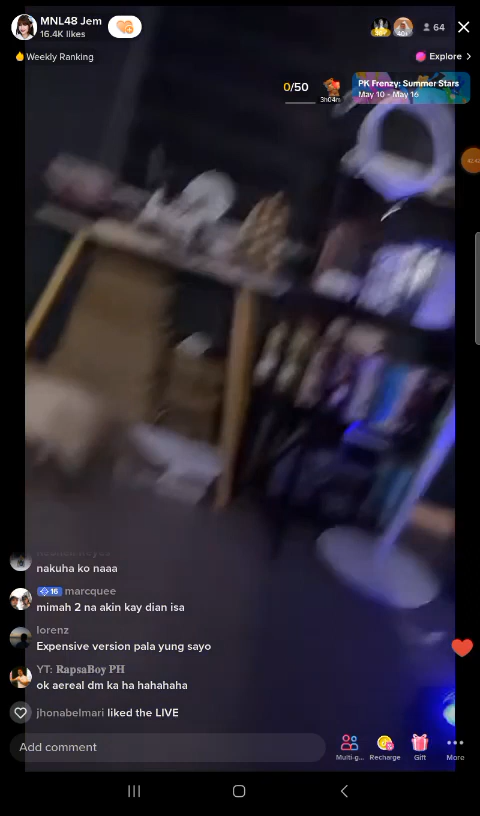 MNL48 Jem
16.4K likes
64
Weekly Ranking
Explore >
0/50
3h04m
PK Frenzy: Summer Stars
May 10 - May 16
nakuha ko naaa
16 marcquee
mimah 2 na akin kay dian isa
lorenz
Expensive version pala yung sayo
YT: RapsaBoy PH
ok aereal dm ka ha hahahaha
jhonabelmari liked the LIVE
Add comment
Multi-g...
Recharge
Gift
More